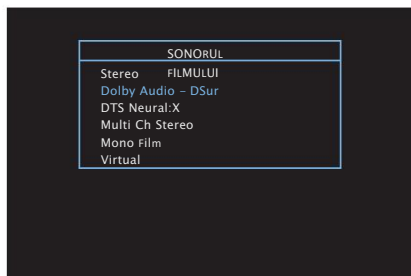 SONORUL
Stereo FILMULUI
Dolby Audio – DSur
DTS Neural:X
Multi Ch Stereo
Mono Film
Virtual